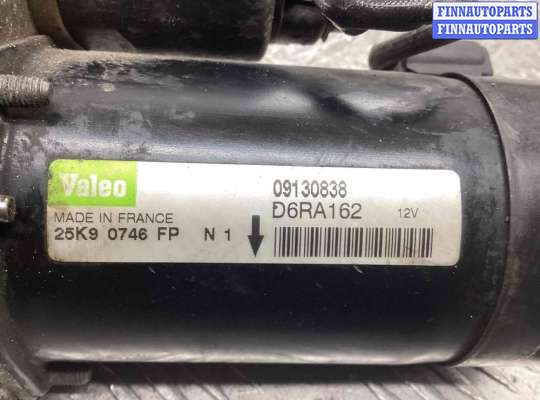 FINNAUTOPARTS
FINNAUTOPARTS
Valeo
09130838
D6RA162 12V
MADE IN FRANCE
25K9 0746 FP N 1